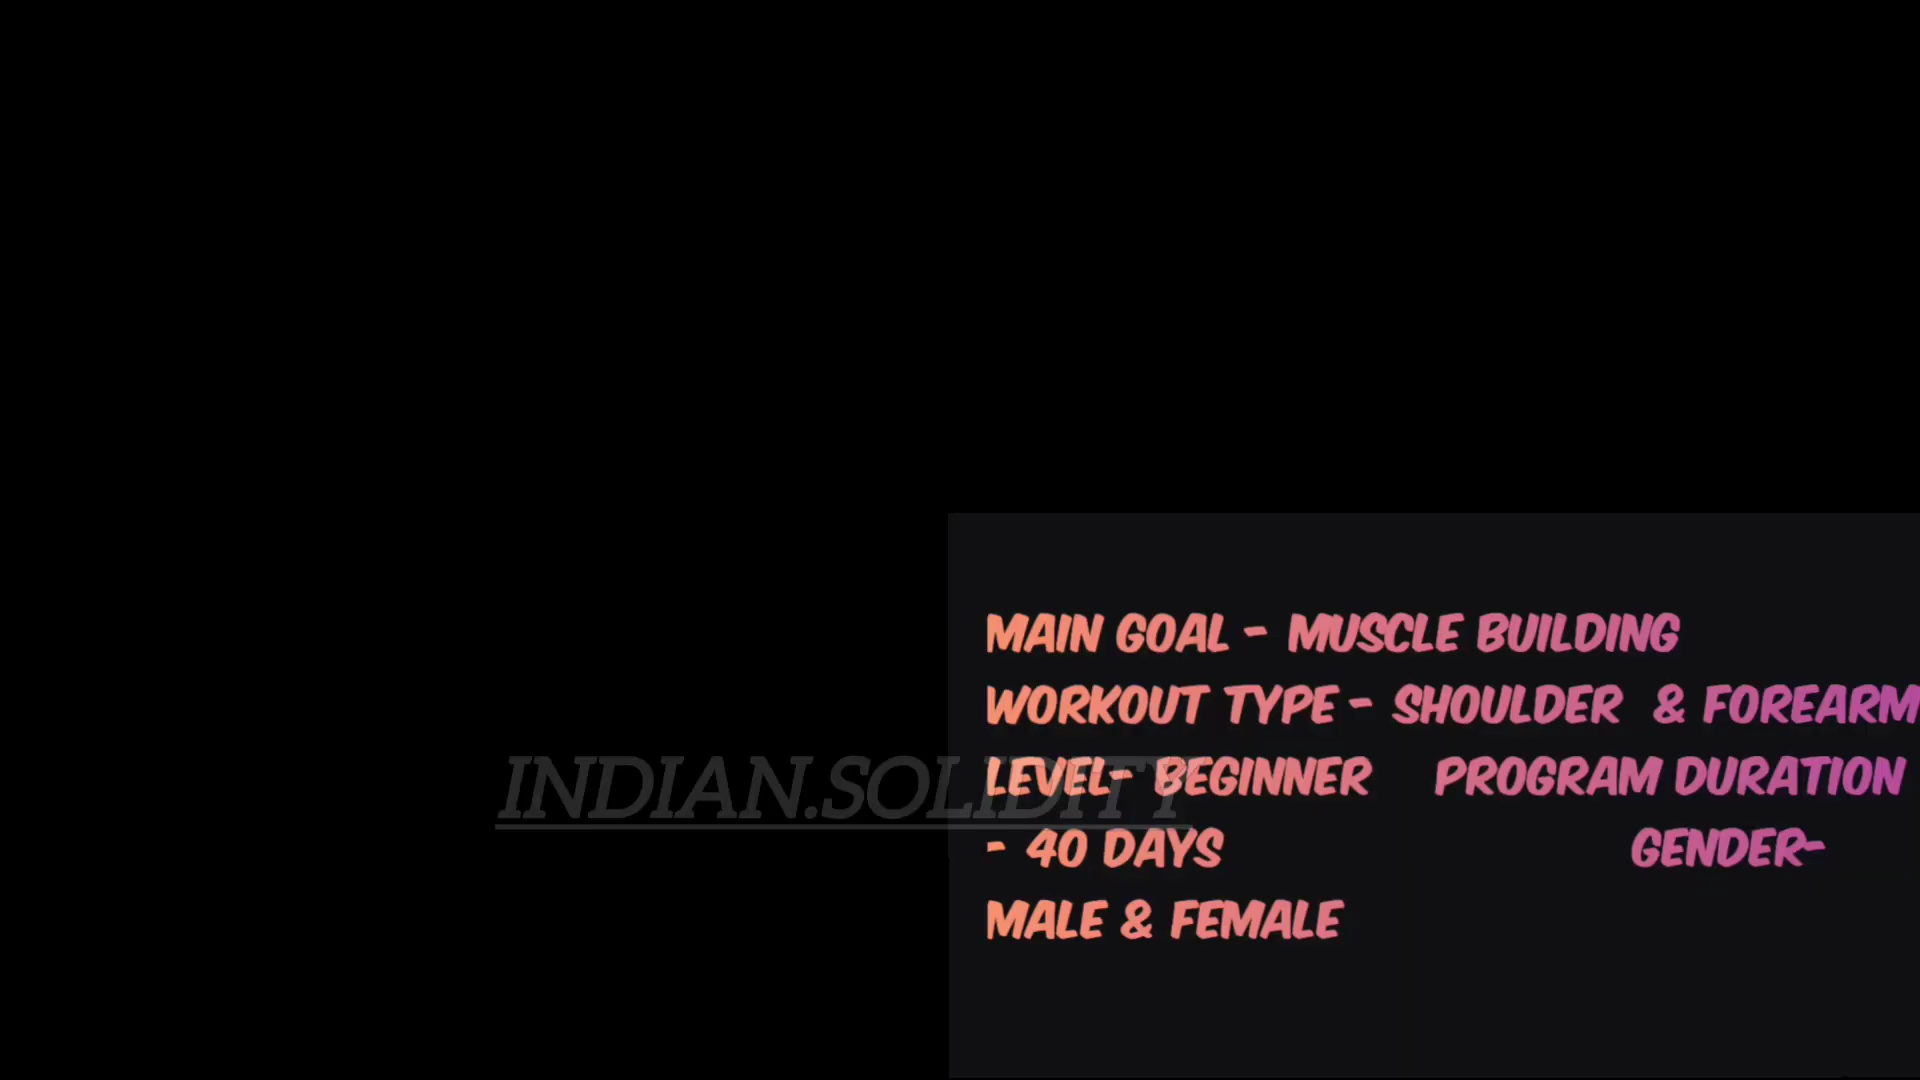 MAIN GOAL - MUSCLE BUILDING
WORKOUT TYPE - SHOULDER & FOREARM
LEVEL- BEGINNER PROGRAM DURATION
- 40 DAYS GENDER-
MALE & FEMALE
INDIAN.SOLIDITY